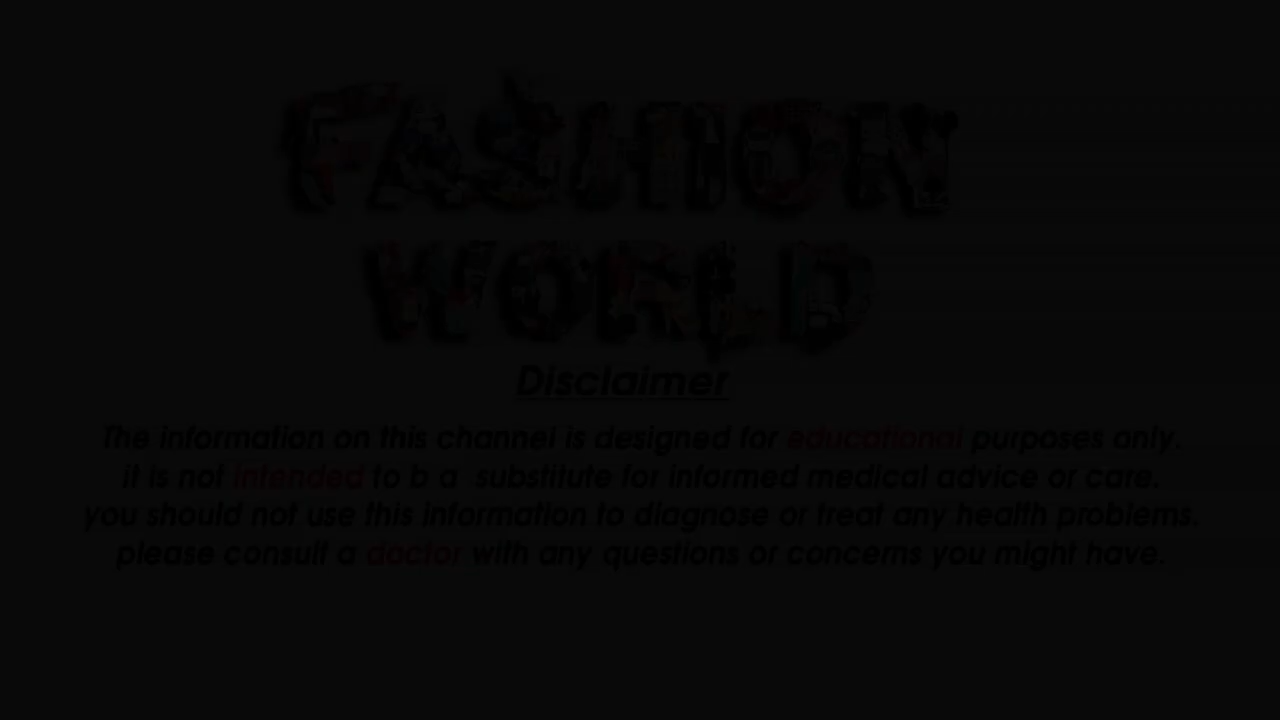 FASHION
WORLD
Disclaimer
The information on this channel is designed for educational purposes only.
it is not intended to b a substitute for informed medical advice or care.
you should not use this information to diagnose or treat any health problems.
please consult a doctor with any questions or concerns you might have.